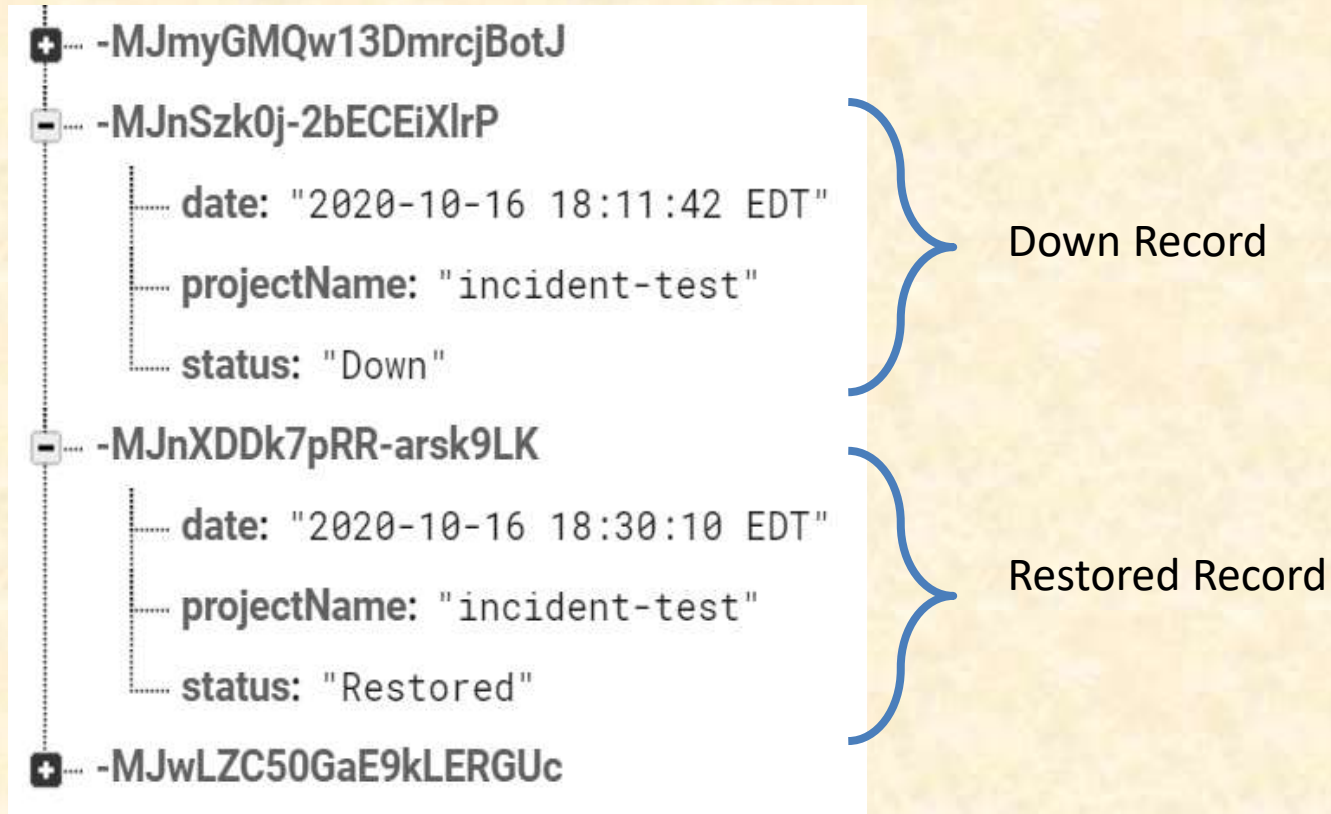 -MJmyGMQw13DmrcjBotJ
-MJnSzk0j-2bECEiXlrP
date: "2020-10-16 18:11:42 EDT"
Down Record
projectName: "incident-test"
status: "Down"
-MJnXDDk7pRR-arsk9LK
date: "2020-10-16 18:30:10 EDT"
Restored Record
projectName: "incident-test"
status: "Restored"
-MJwLZC50GaE9kLERGUc